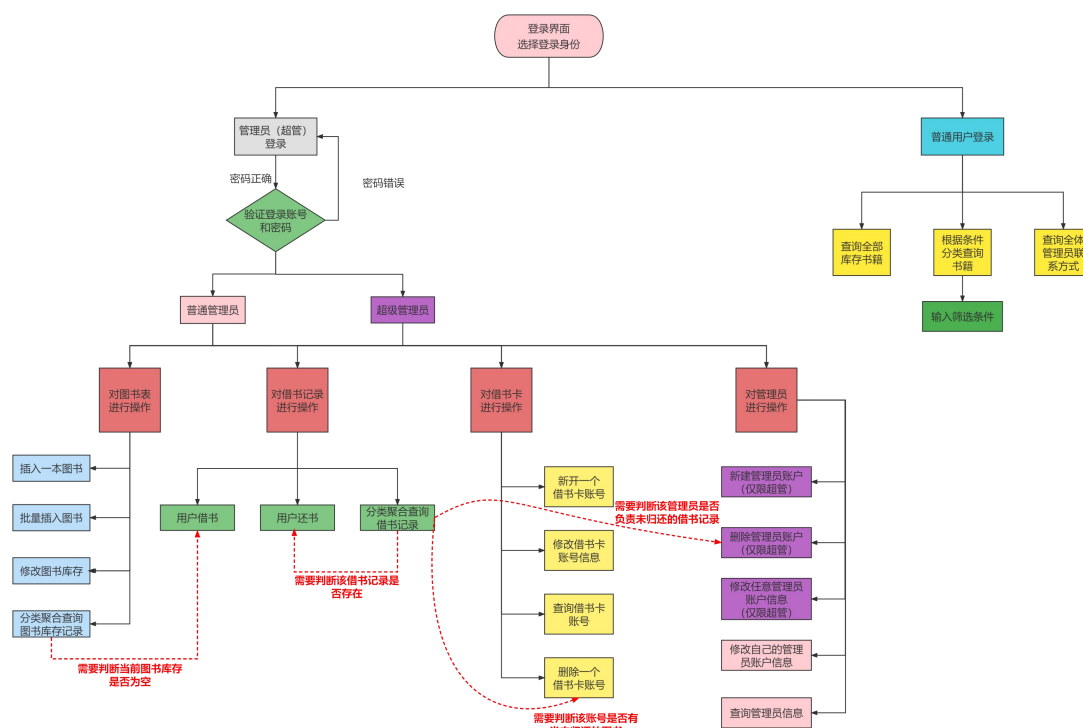 登录界面
选择登录身份
管理员（超管）
登录
普通用户登录
密码正确
密码错误
验证登录账号
和密码
查询全部
库存书籍
根据条件
分类查询
书籍
查询全体
管理员联
系方式
普通管理员
超级管理员
输入筛选条件
对图书表
进行操作
对借书记录
进行操作
对借书卡
进行操作
对管理员
进行操作
插入一本图书
批量插入图书
修改图书库存
分类聚合查询
图书库存记录
用户借书
用户还书
分类聚合查询
借书记录
新开一个
借书卡账号
修改借书卡
账号信息
查询借书卡
账号
删除一个
借书卡账号
新建管理员账户
（仅限超管）
删除管理员账户
（仅限超管）
修改任意管理员
账户信息
（仅限超管）
修改自己的管理
员账户信息
查询管理员信息
需要判断该管理员是否
负责未归还的借书记录
需要判断该借书记录是
否存在
需要判断当前图书库存
是否为空
需要判断该账号是否有